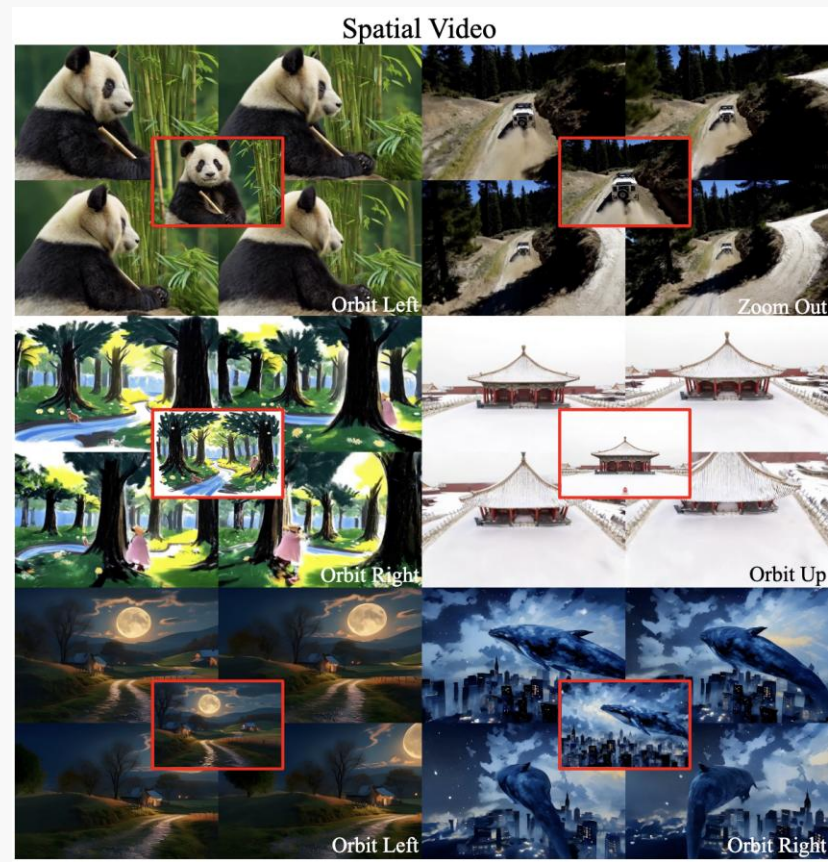 Spatial Video
Orbit Left
Zoom Out
Orbit Right
Orbit Up
Orbit Left
Orbit Right